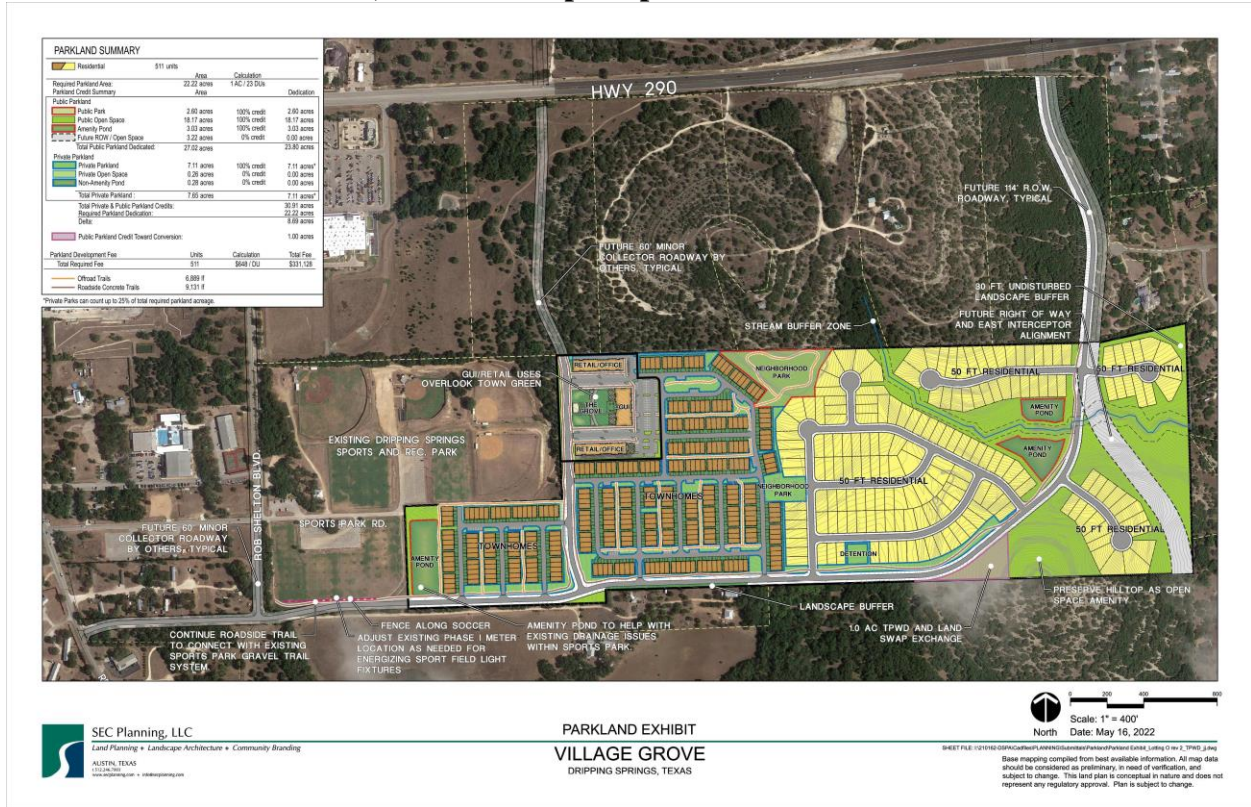 PARKLAND SUMMARY
Residential 511 units
Area Calculation
Required Parkland Area: 22.22 acres 1 AC / 23 DUs
Parkland Credit Summary Area Dedication
Public Parkland
Public Park 2.60 acres 100% credit 2.60 acres
Public Open Space 18.17 acres 100% credit 18.17 acres
Amenity Pond 3.03 acres 100% credit 3.03 acres
Future ROW / Open Space 3.22 acres 0% credit 0.00 acres
Total Public Parkland Dedicated: 27.02 acres 23.80 acres
Private Parkland
Private Parkland 7.11 acres 100% credit 7.11 acres*
Private Open Space 0.26 acres 0% credit 0.00 acres
Non-Amenity Pond 0.28 acres 0% credit 0.00 acres
Total Private Parkland : 7.65 acres 7.11 acres*
Total Private & Public Parkland Credits: 30.91 acres
Required Parkland Dedication: 22.22 acres
Delta: 8.69 acres
Public Parkland Credit Toward Conversion: 1.00 acres
Parkland Development Fee Units Calculation Total Fee
Total Required Fee 511 $648 / DU $331,128
Offroad Trails 6,889 lf
Roadside Concrete Trails 9,131 lf
*Private Parks can count up to 25% of total required parkland acreage.
HWY 290
FUTURE 114' R.O.W.
ROADWAY, TYPICAL
FUTURE 60' MINOR
COLLECTOR ROADWAY BY
OTHERS, TYPICAL
30 FT. UNDISTURBED
LANDSCAPE BUFFER
FUTURE RIGHT OF WAY
AND EAST INTERCEPTOR
ALIGNMENT
STREAM BUFFER ZONE
GUI/RETAIL USES
OVERLOOK TOWN GREEN
RETAIL/OFFICE
THE
GROVE
GUI
RETAIL/OFFICE
NEIGHBORHOOD
PARK
50 FT RESIDENTIAL
50 FT RESIDENTIAL
AMENITY
POND
AMENITY
POND
EXISTING DRIPPING SPRINGS
SPORTS AND REC. PARK
50 FT RESIDENTIAL
NEIGHBORHOOD
PARK
TOWNHOMES
ROB SHELTON BLVD.
SPORTS PARK RD.
FUTURE 60' MINOR
COLLECTOR ROADWAY
BY OTHERS, TYPICAL
50 FT RESIDENTIAL
TOWNHOMES
AMENITY
POND
DETENTION
PRESERVE HILLTOP AS OPEN
SPACE AMENITY
LANDSCAPE BUFFER
1.0 AC TPWD AND LAND
SWAP EXCHANGE
FENCE ALONG SOCCER
CONTINUE ROADSIDE TRAIL
TO CONNECT WITH EXISTING
SPORTS PARK GRAVEL TRAIL
SYSTEM.
ADJUST EXISTING PHASE I METER
LOCATION AS NEEDED FOR
ENERGIZING SPORT FIELD LIGHT
FIXTURES
AMENITY POND TO HELP WITH
EXISTING DRAINAGE ISSUES
WITHIN SPORTS PARK.
SEC Planning, LLC
Land Planning + Landscape Architecture + Community Branding
AUSTIN, TEXAS
PARKLAND EXHIBIT
VILLAGE GROVE
DRIPPING SPRINGS, TEXAS
0 200 400 800
North
Scale: 1" = 400'
Date: May 16, 2022
Base mapping compiled from best available information. All map data
should be considered as preliminary, in need of verification, and
subject to change. This land plan is conceptual in nature and does not
represent any regulatory approval. Plan is subject to change.